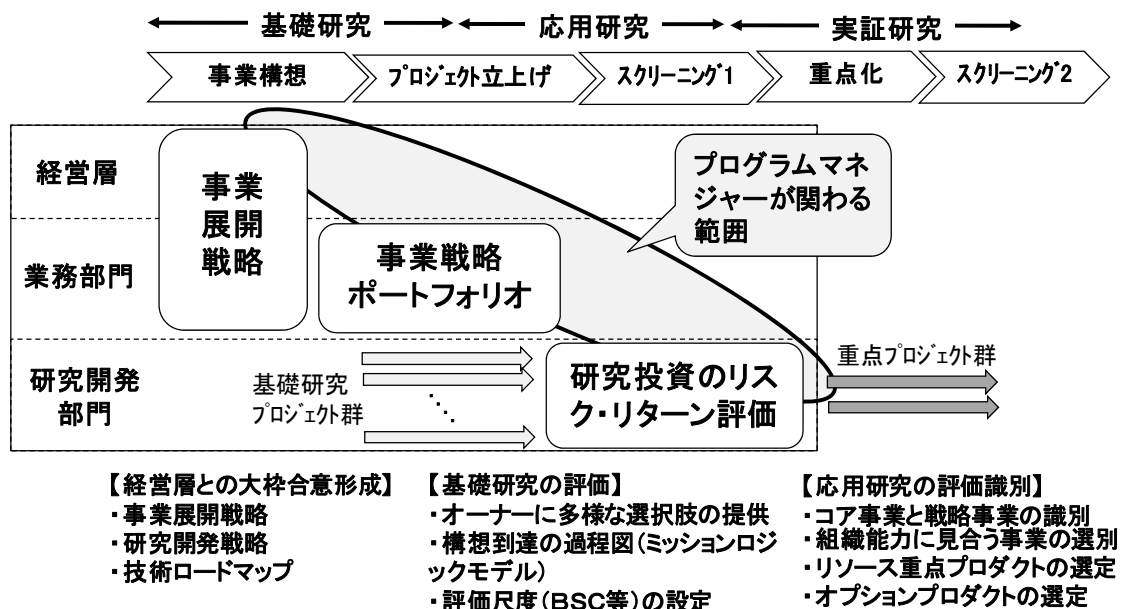 基礎研究 応用研究 実証研究
事業構想 プロジェクト立上げ スクリーニング1 重点化 スクリーニング2
経営層
事業
展開
戦略
プログラムマネ
ジャーが関わる
範囲
業務部門
事業戦略
ポートフォリオ
研究開発
部門
基礎研究
プロジェクト群
研究投資のリス
ク・リターン評価
重点プロジェクト群
【経営層との大枠合意形成】
・事業展開戦略
・研究開発戦略
・技術ロードマップ
【基礎研究の評価】
・オーナーに多様な選択肢の提供
・構想到達の過程図(ミッションロジ
ックモデル)
・評価尺度(BSC等)の設定
【応用研究の評価識別】
・コア事業と戦略事業の識別
・組織能力に見合う事業の選別
・リソース重点プロダクトの選定
・オプションプロダクトの選定